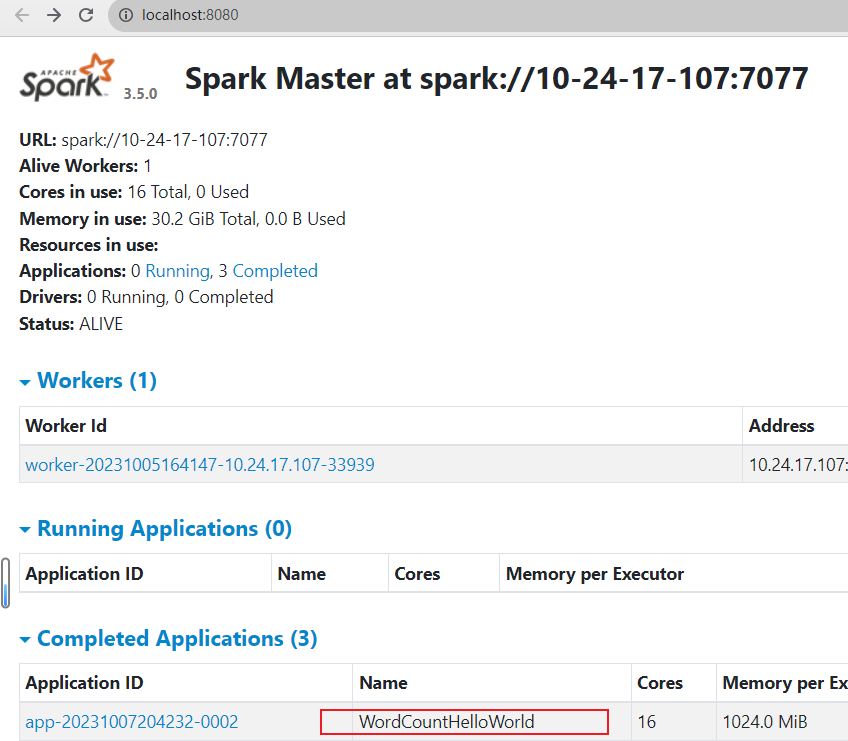 localhost:8080
APACHE
Spark 3.5.0
Spark Master at spark://10-24-17-107:7077
URL: spark://10-24-17-107:7077
Alive Workers: 1
Cores in use: 16 Total, 0 Used
Memory in use: 30.2 GiB Total, 0.0 B Used
Resources in use:
Applications: 0 Running, 3 Completed
Drivers: 0 Running, 0 Completed
Status: ALIVE
Workers (1)
Worker Id Address
worker-20231005164147-10.24.17.107-33939 10.24.17.107:
Running Applications (0)
Application ID Name Cores Memory per Executor
Completed Applications (3)
Application ID Name Cores Memory per Ex
app-20231007204232-0002 WordCountHelloWorld 16 1024.0 MiB